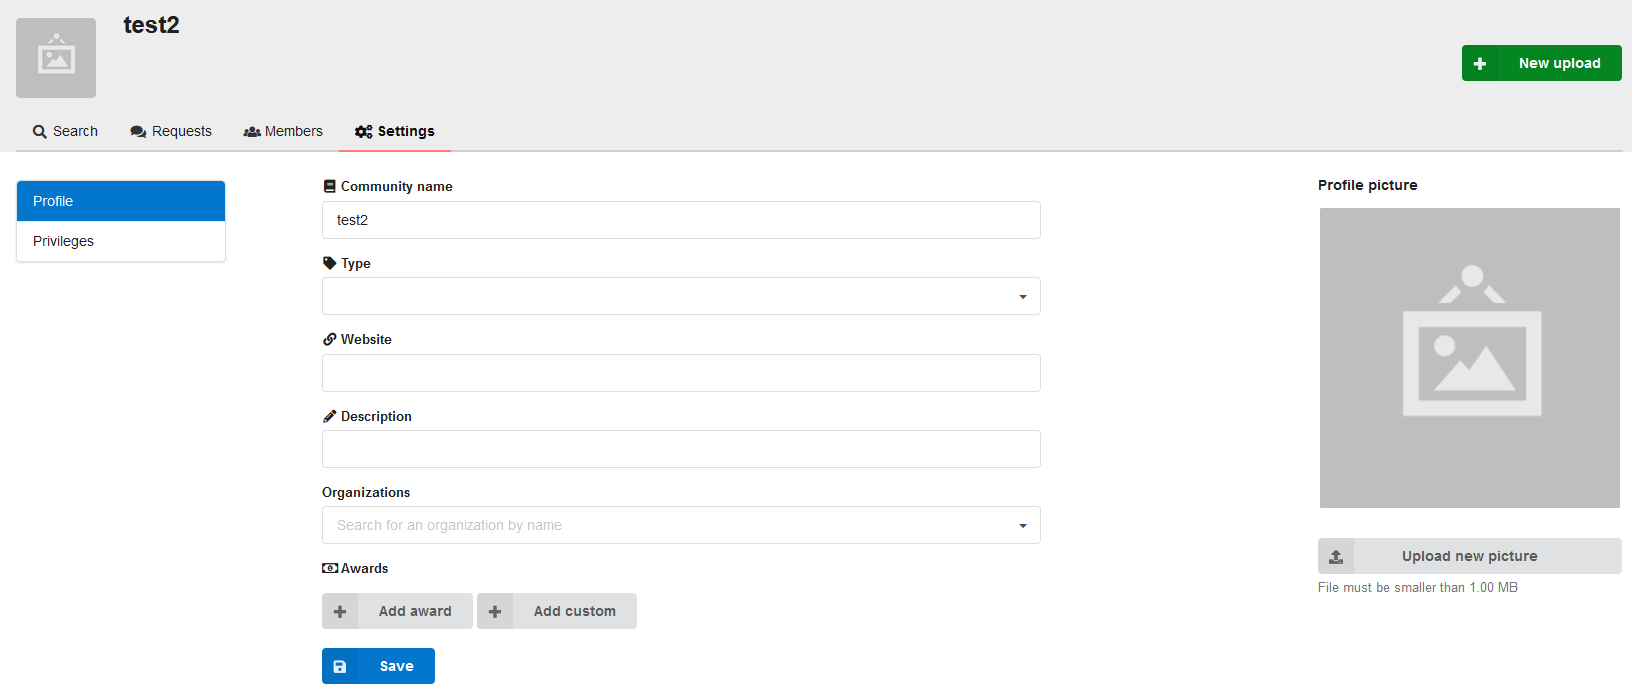 test2
New upload
Search
Requests
Members
Settings
Profile
Privileges
Community name
test2
Type
Website
Description
Organizations
Search for an organization by name
Awards
Add award
Add custom
Save
Profile picture
Upload new picture
File must be smaller than 1.00 MB